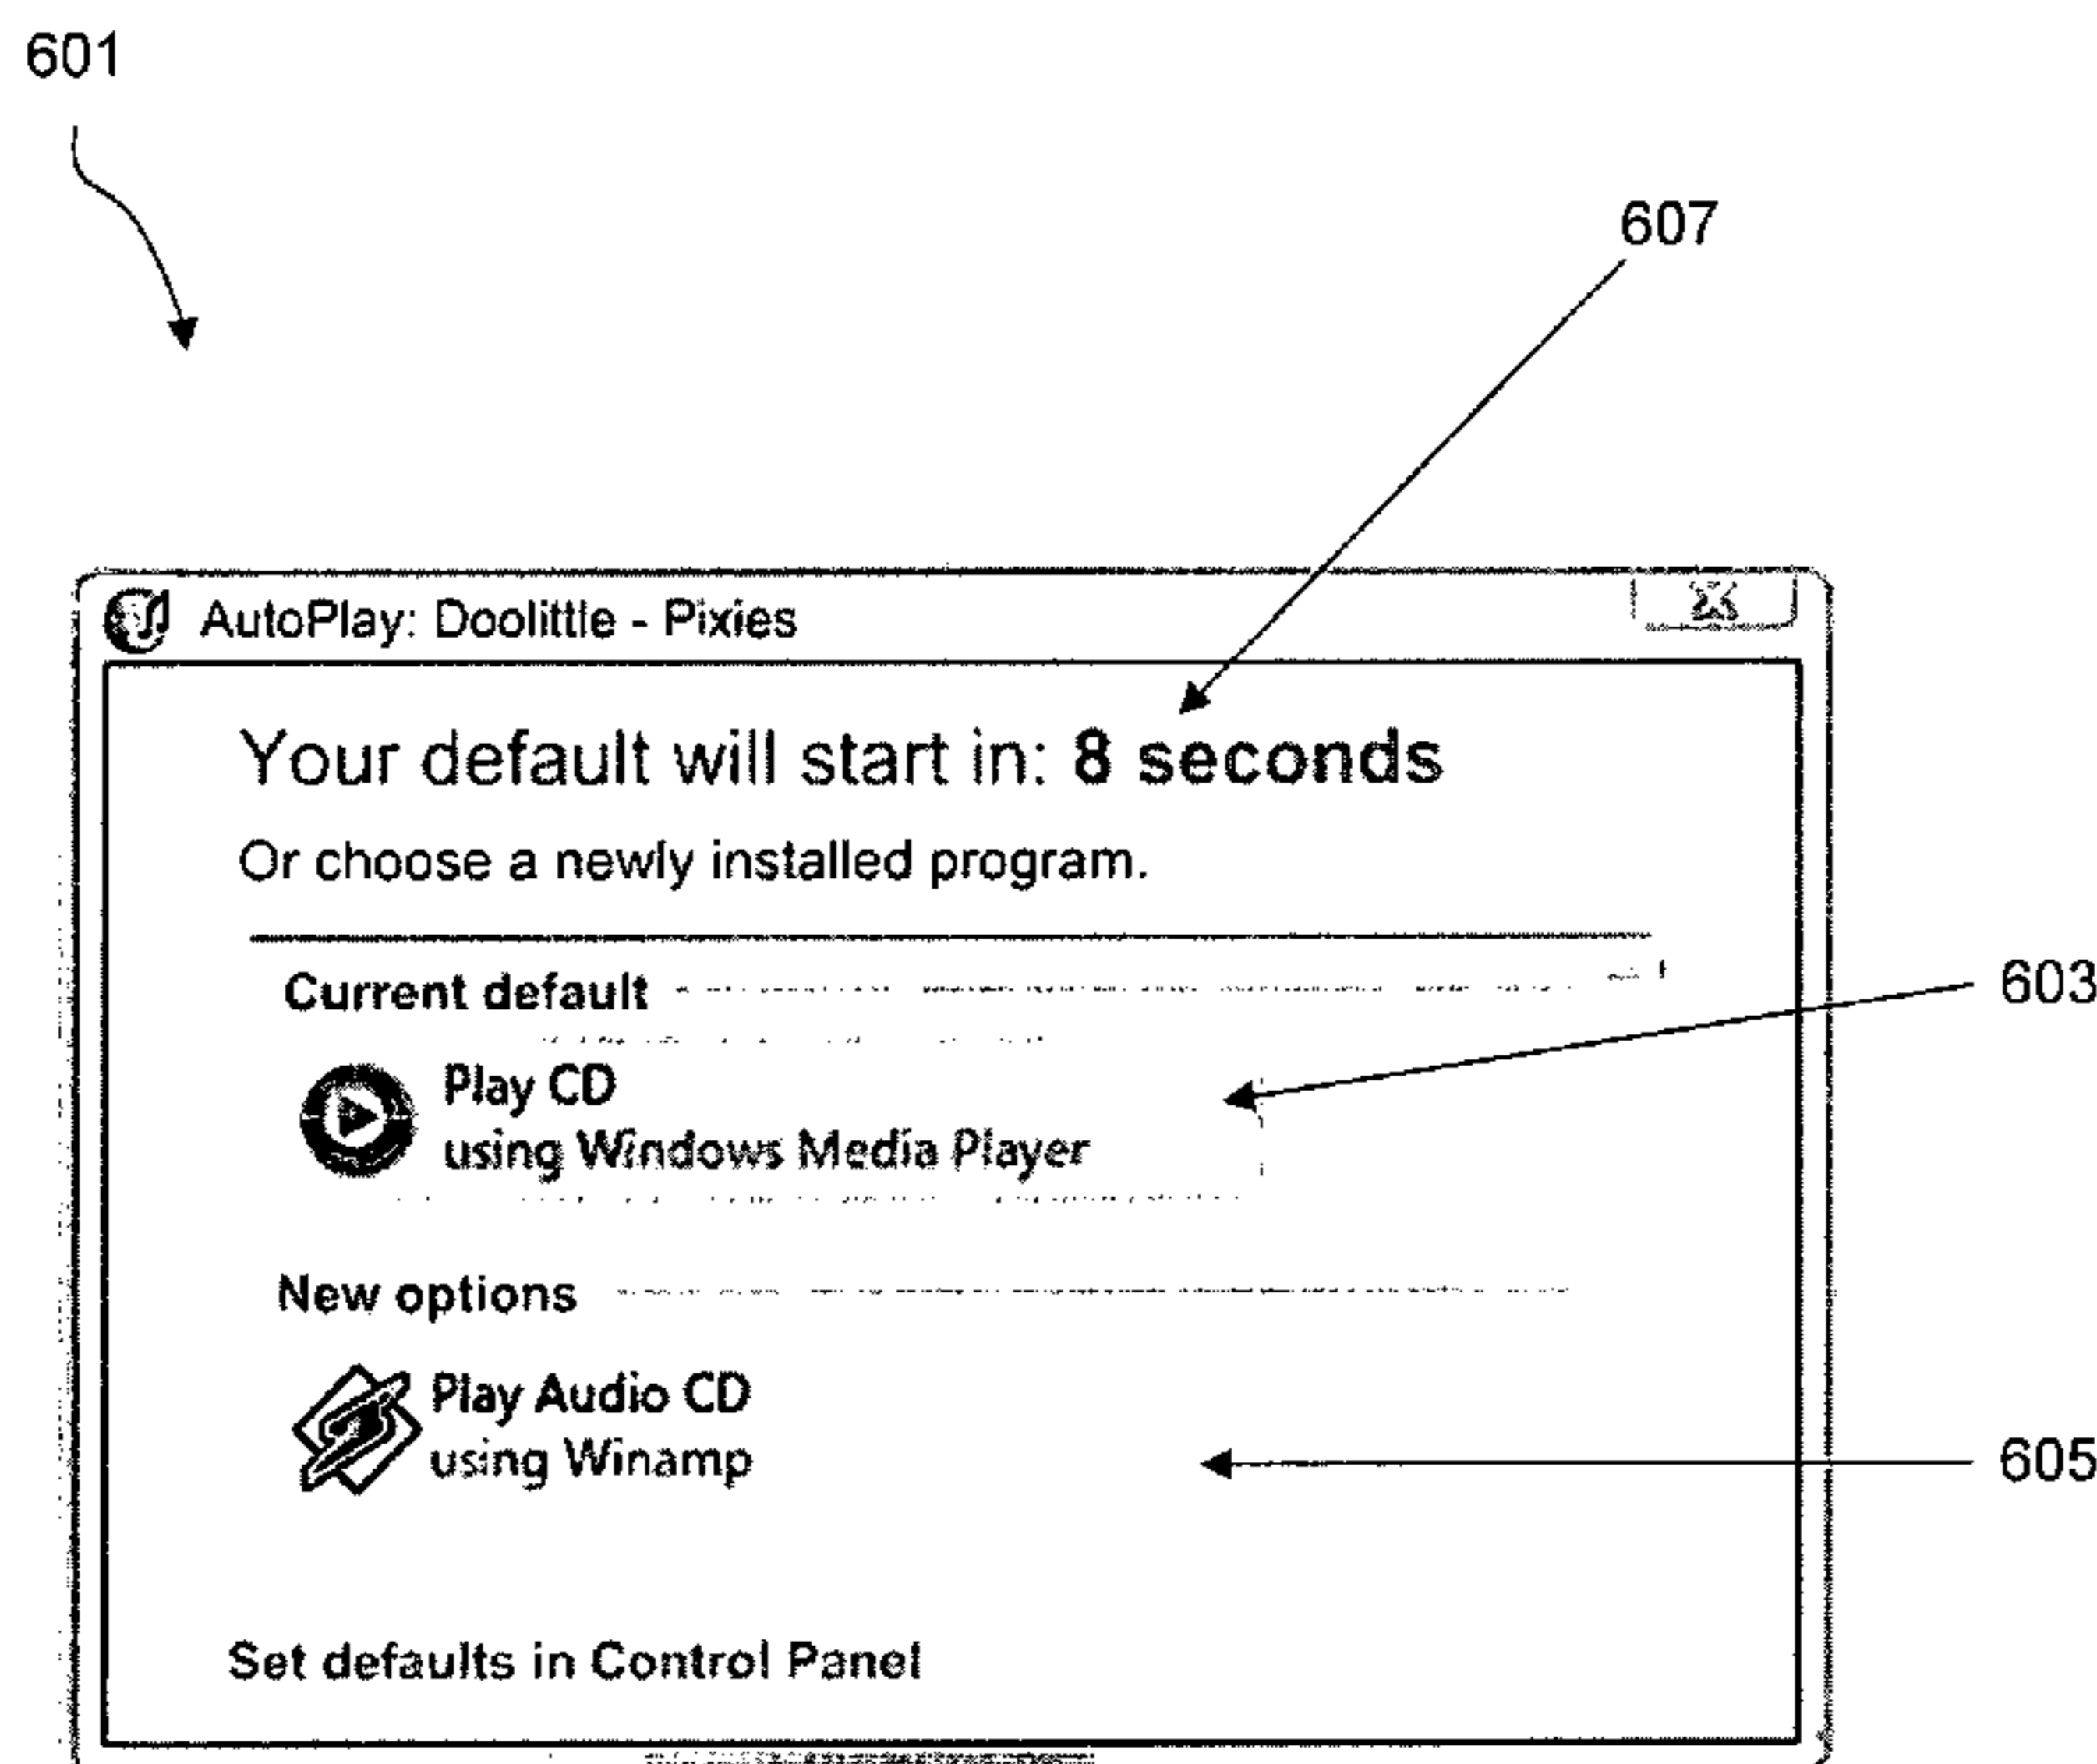 601
607
AutoPlay: Doolittle - Pixies
Your default will start in: 8 seconds
Or choose a newly installed program.
Current default
603
Play CD
using Windows Media Player
New options
Play Audio CD
using Winamp
605
Set defaults in Control Panel